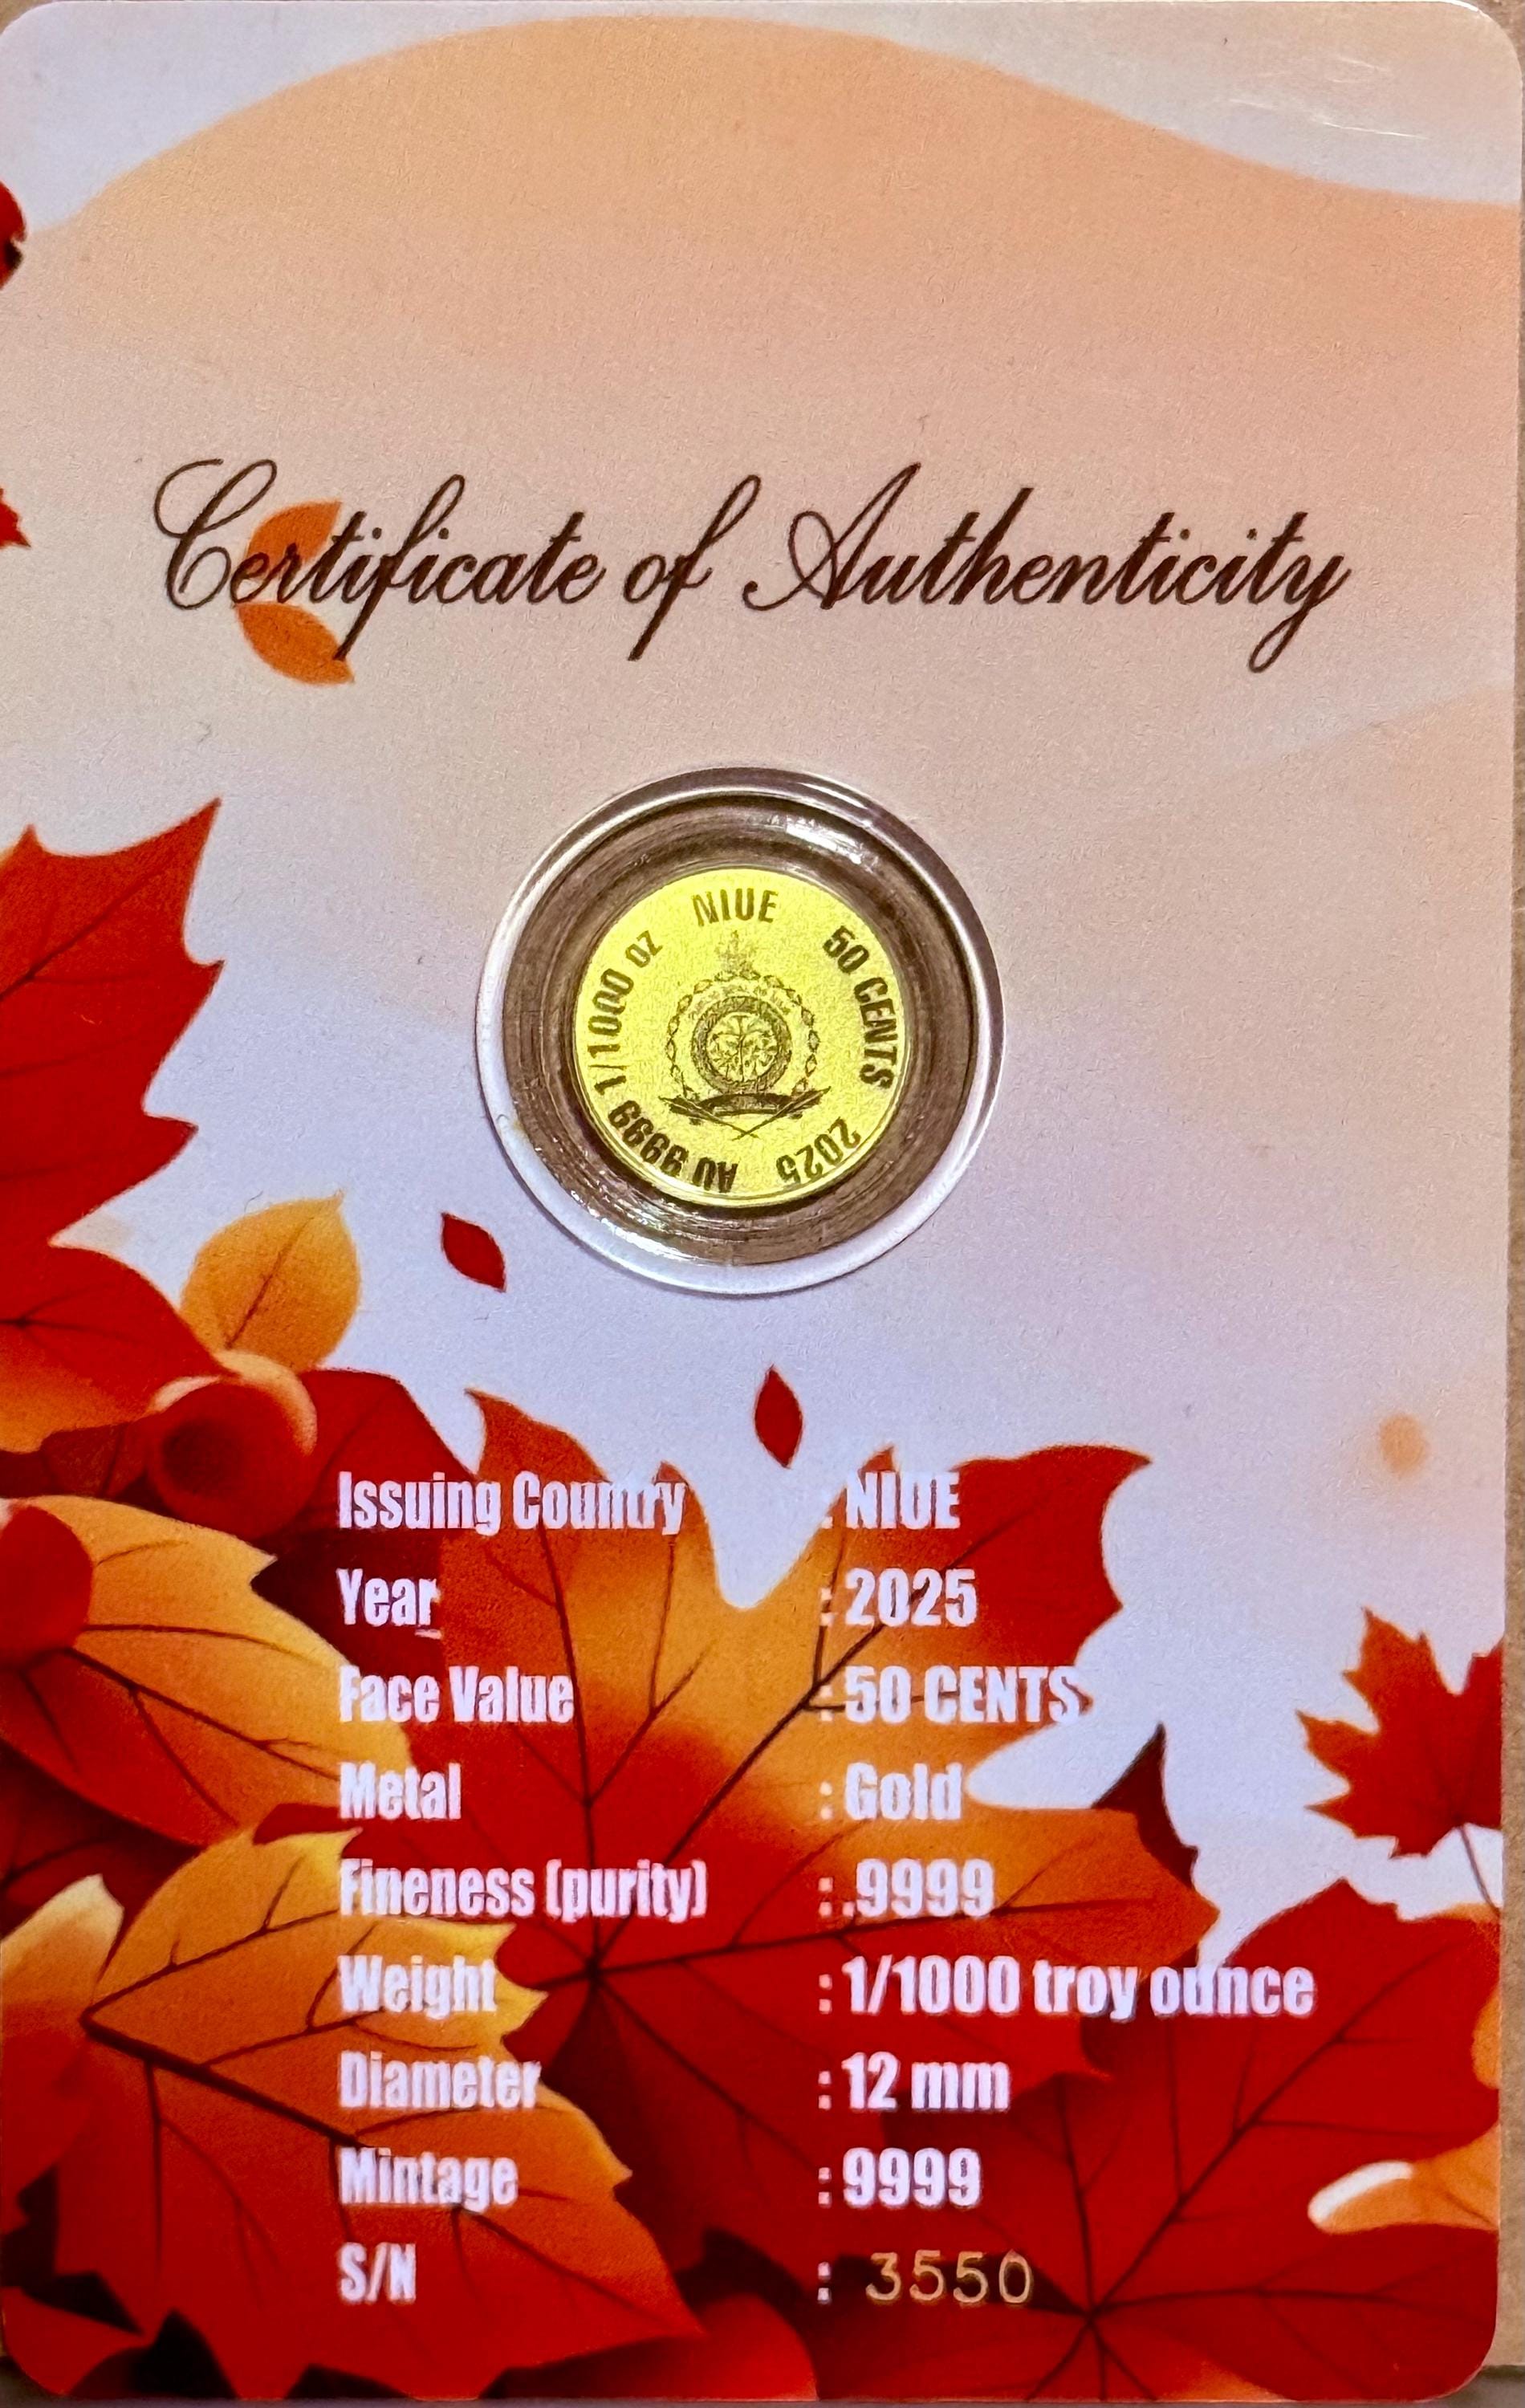 Certificate of Authenticity
NIUE
50 CENTS
2025
AU 9999
1/1000 OZ
Issuing Country : NIUE
Year : 2025
Face Value : 50 CENTS
Metal : Gold
Fineness (purity) : .9999
Weight : 1/1000 troy ounce
Diameter : 12 mm
Mintage : 9999
S/N : 3550